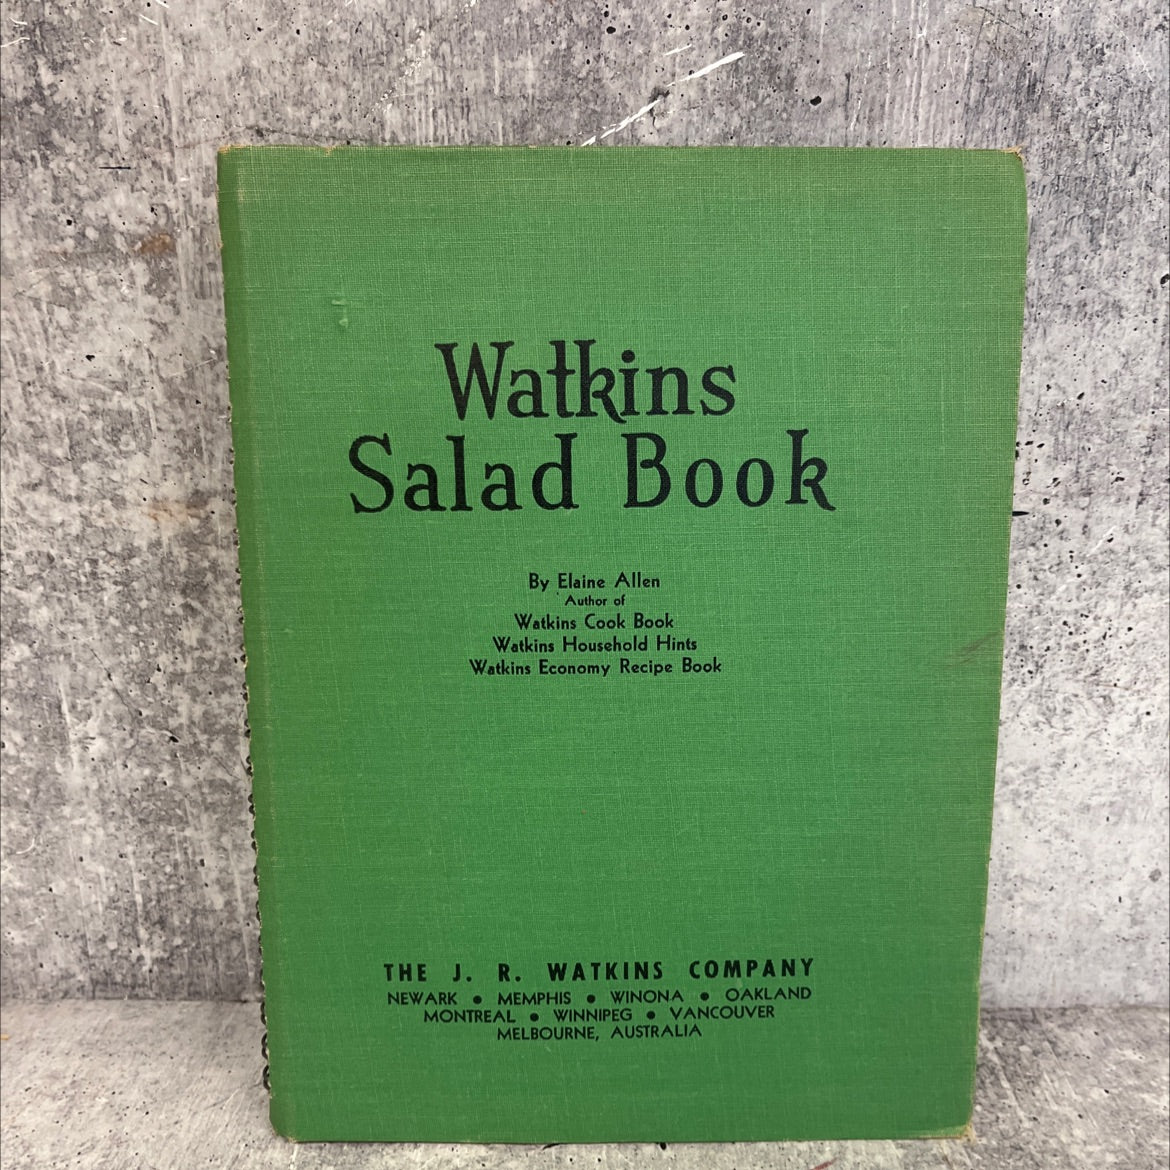 Watkins
Salad Book
By Elaine Allen
Author of
Watkins Cook Book
Watkins Household Hints
Watkins Economy Recipe Book
THE J. R. WATKINS COMPANY
NEWARK ● MEMPHIS ● WINONA ● OAKLAND
MONTREAL ● WINNIPEG ● VANCOUVER
MELBOURNE, AUSTRALIA